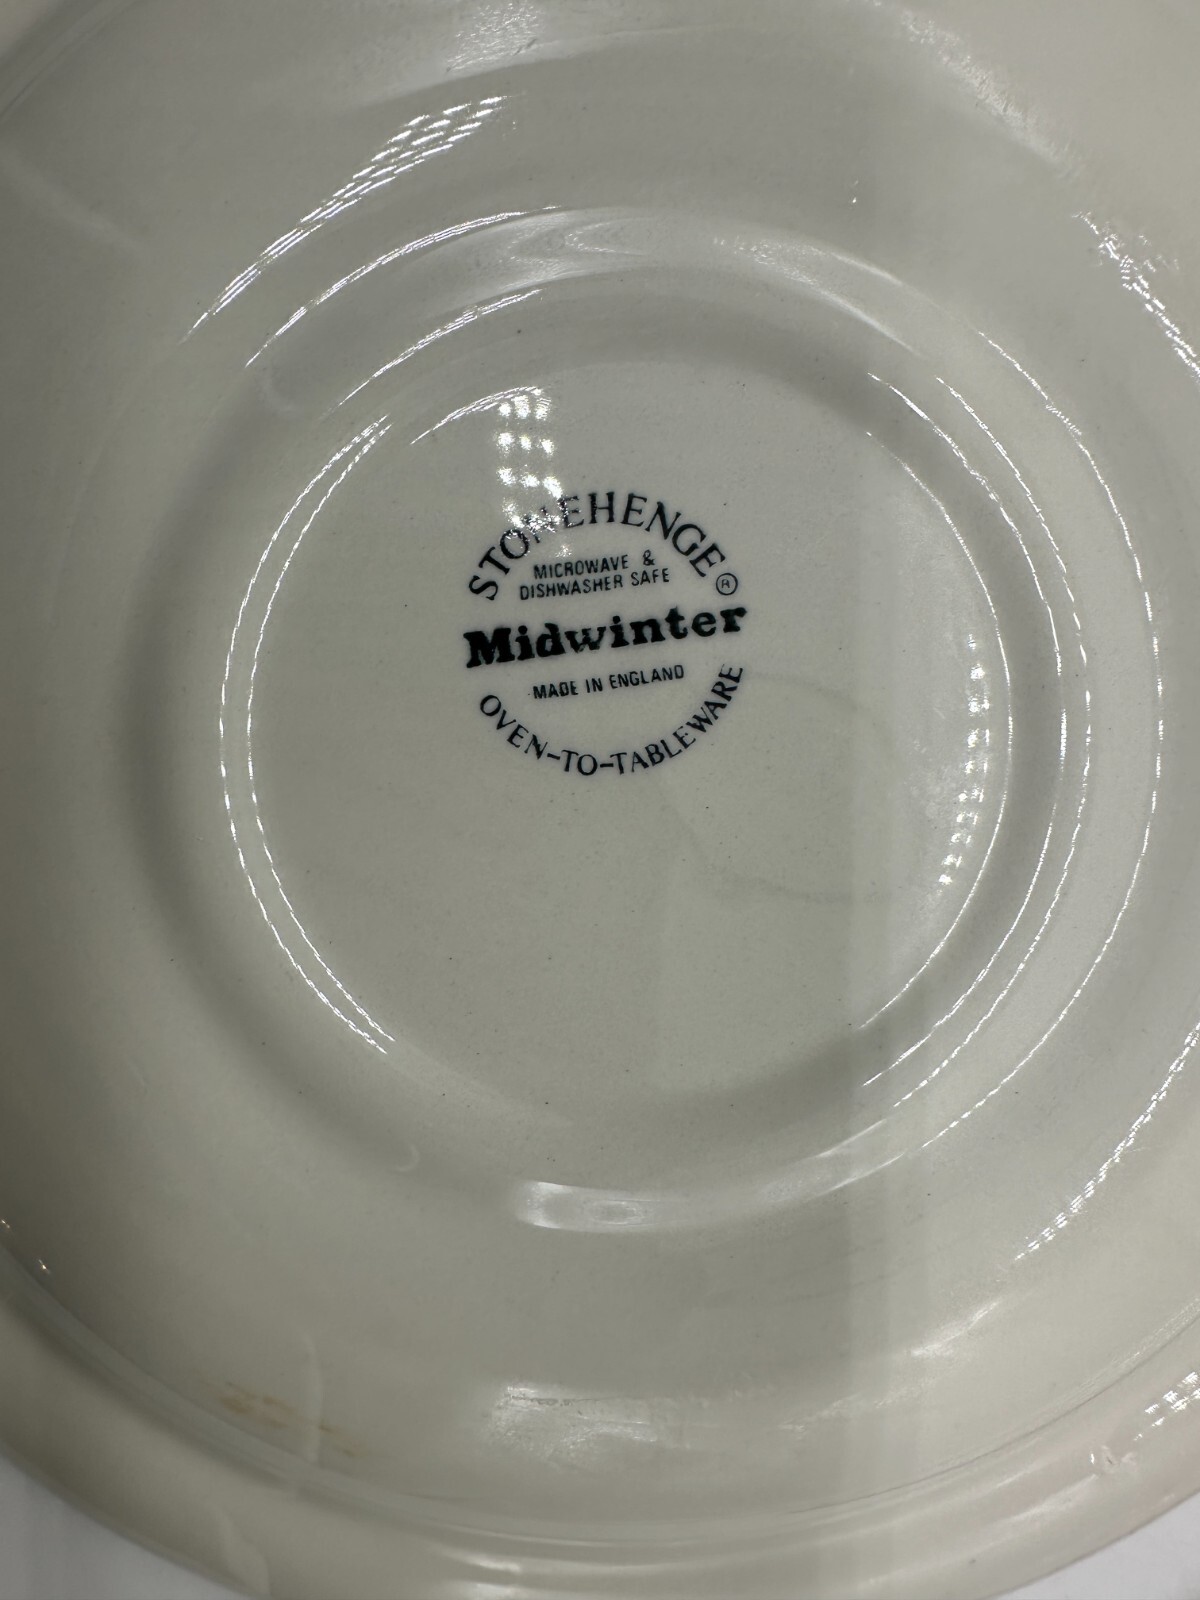 STONEHENGE ®
MICROWAVE &
DISHWASHER SAFE
Midwinter
MADE IN ENGLAND
OVEN-TO-TABLEWARE